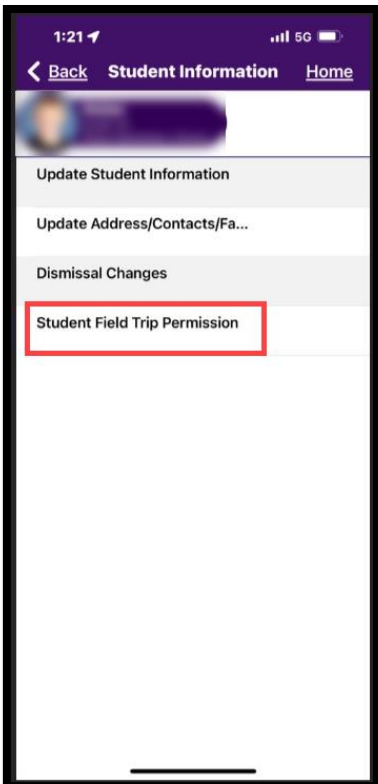 1:21 5G
Back Student Information Home
Update Student Information
Update Address/Contacts/Fa...
Dismissal Changes
Student Field Trip Permission